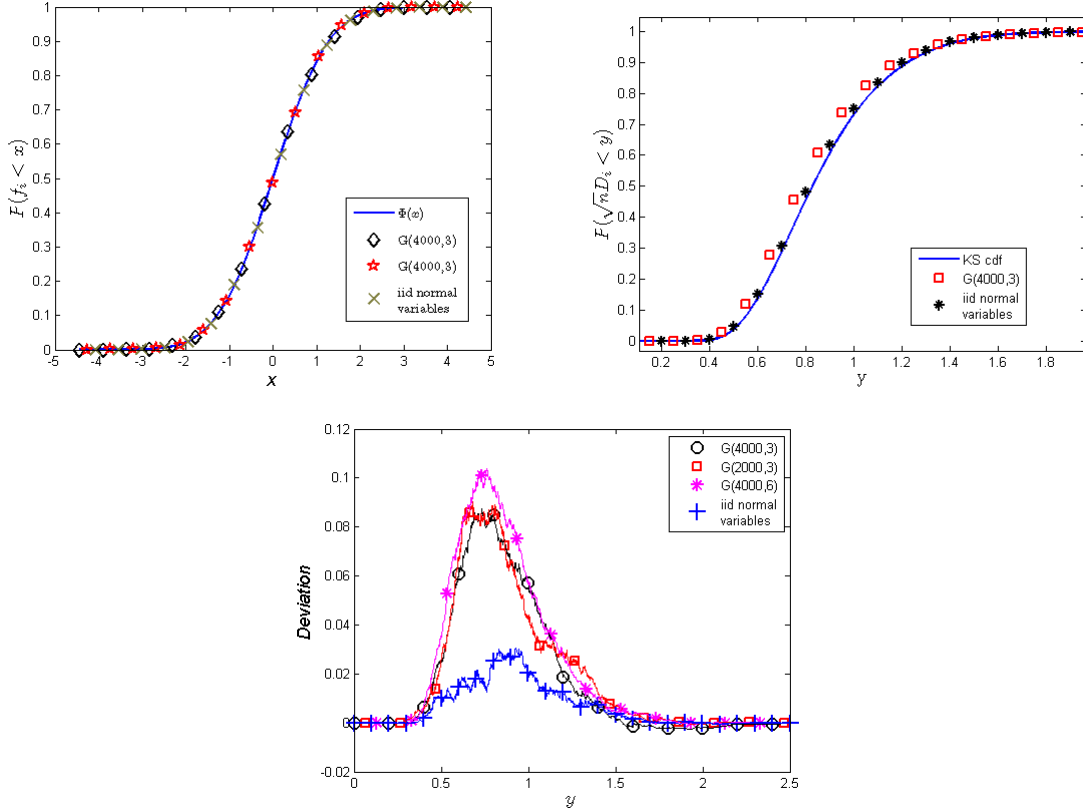 1
0.9
0.8
0.7
0.6
0.5
0.4
0.3
0.2
0.1
0
P(f_i < x)
Φ(x)
G(4000,3)
G(4000,3)
iid normal
variables
-5 -4 -3 -2 -1 0 1 2 3 4 5
x
1
0.9
0.8
0.7
0.6
0.5
0.4
0.3
0.2
0.1
0
P(√nD_i < y)
KS cdf
G(4000,3)
iid normal
variables
0.2 0.4 0.6 0.8 1 1.2 1.4 1.6 1.8
y
0.12
0.1
0.08
0.06
0.04
0.02
0
-0.02
Deviation
G(4000,3)
G(2000,3)
G(4000,6)
iid normal
variables
0 0.5 1 1.5 2 2.5
y